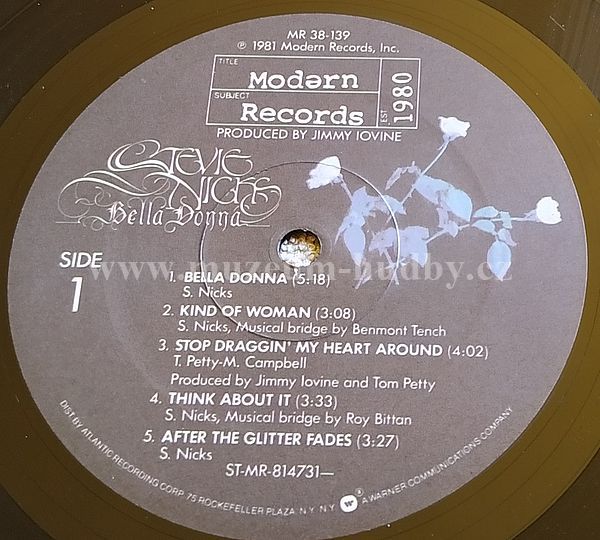 MR 38-139
℗ 1981 Modern Records, Inc.
TITLE
Modərn
SUBJECT
Records
EST 1980
PRODUCED BY JIMMY IOVINE
STEVIE
NICKS
Bella Donna
SIDE
1
www.muzeum-hudby.cz
1. BELLA DONNA (5:18)
S. Nicks
2. KIND OF WOMAN (3:08)
S. Nicks, Musical bridge by Benmont Tench
3. STOP DRAGGIN' MY HEART AROUND (4:02)
T. Petty-M. Campbell
Produced by Jimmy Iovine and Tom Petty
4. THINK ABOUT IT (3:33)
S. Nicks, Musical bridge by Roy Bittan
5. AFTER THE GLITTER FADES (3:27)
S. Nicks
ST-MR-814731—
DIST. BY ATLANTIC RECORDING CORP. 75 ROCKEFELLER PLAZA, N.Y. N.Y. ® A WARNER COMMUNICATIONS COMPANY